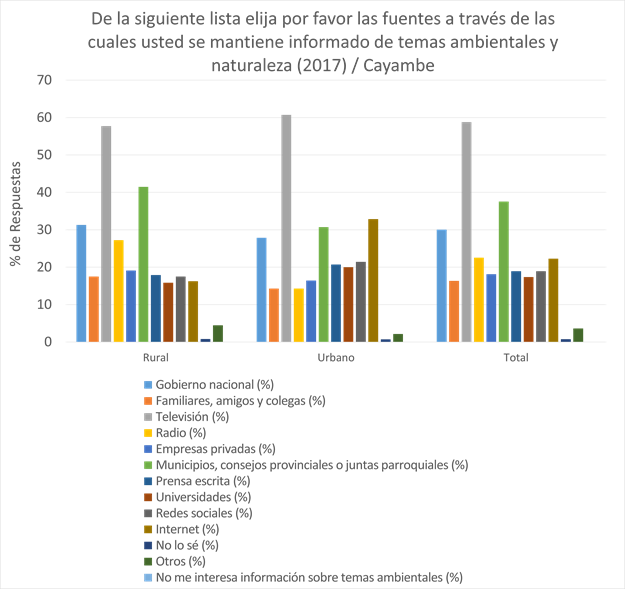 De la siguiente lista elija por favor las fuentes a través de las
cuales usted se mantiene informado de temas ambientales y
naturaleza (2017) / Cayambe
% de Respuestas
70
60
50
40
30
20
10
0
Rural
Urbano
Total
Gobierno nacional (%)
Familiares, amigos y colegas (%)
Televisión (%)
Radio (%)
Empresas privadas (%)
Municipios, consejos provinciales o juntas parroquiales (%)
Prensa escrita (%)
Universidades (%)
Redes sociales (%)
Internet (%)
No lo sé (%)
Otros (%)
No me interesa información sobre temas ambientales (%)